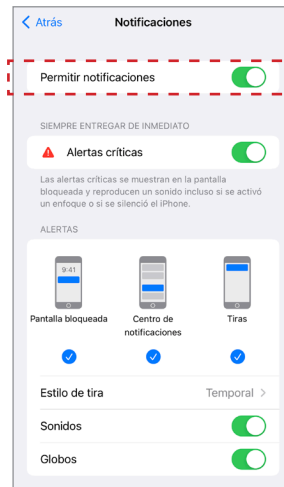 Atrás
Notificaciones
Permitir notificaciones
SIEMPRE ENTREGAR DE INMEDIATO
Alertas críticas
Las alertas críticas se muestran en la pantalla
bloqueada y reproducen un sonido incluso si se activó
un enfoque o si se silenció el iPhone.
ALERTAS
9:41
Pantalla bloqueada
Centro de
notificaciones
Tiras
Estilo de tira
Temporal
Sonidos
Globos